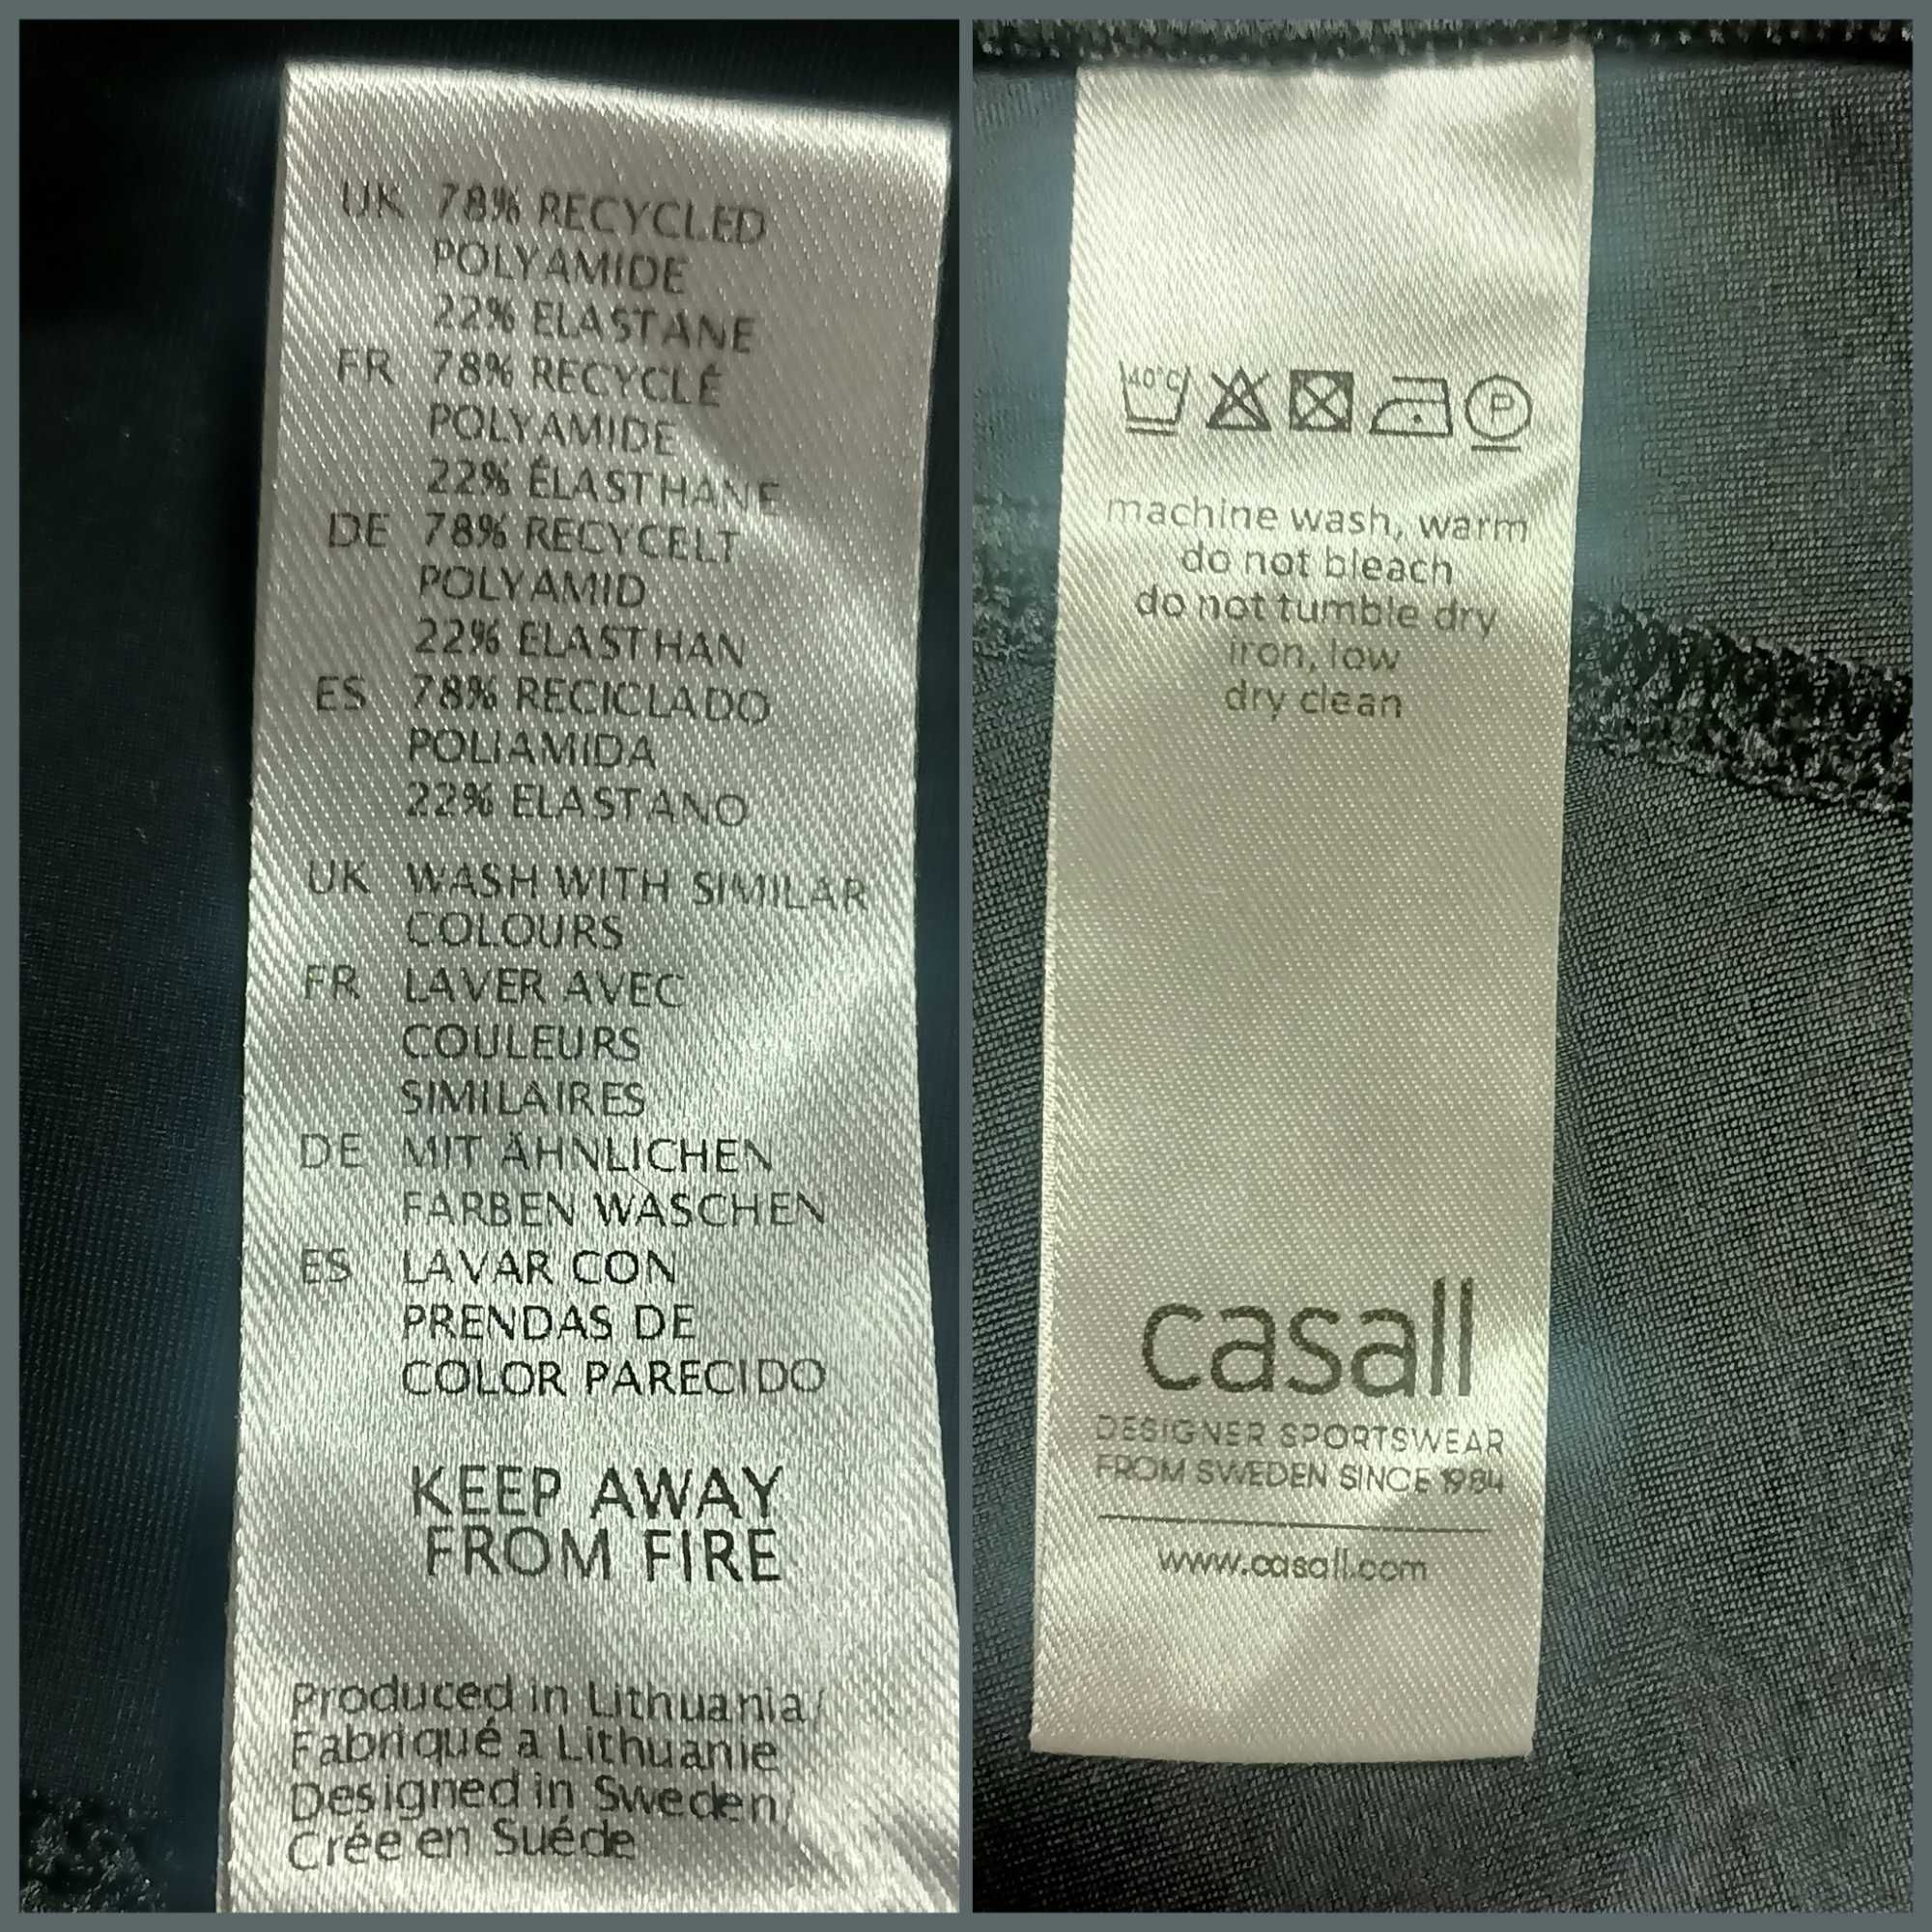 UK 78% RECYCLED
POLYAMIDE
22% ELASTANE
FR 78% RECYCLÉ
POLYAMIDE
22% ÉLASTHANE
DE 78% RECYCELT
POLYAMID
22% ELASTHAN
ES 78% RECICLADO
POLIAMIDA
22% ELASTANO
UK WASH WITH SIMILAR
COLOURS
FR LAVER AVEC
COULEURS
SIMILAIRES
DE MIT ÄHNLICHEN
FARBEN WASCHEN
ES LAVAR CON
PRENDAS DE
COLOR PARECIDO
KEEP AWAY
FROM FIRE
Produced in Lithuania/
Fabriqué a Lithuanie
Designed in Sweden/
Crée en Suéde
40°C P
machine wash, warm
do not bleach
do not tumble dry
iron, low
dry clean
casall
DESIGNER SPORTSWEAR
FROM SWEDEN SINCE 1984
www.casall.com